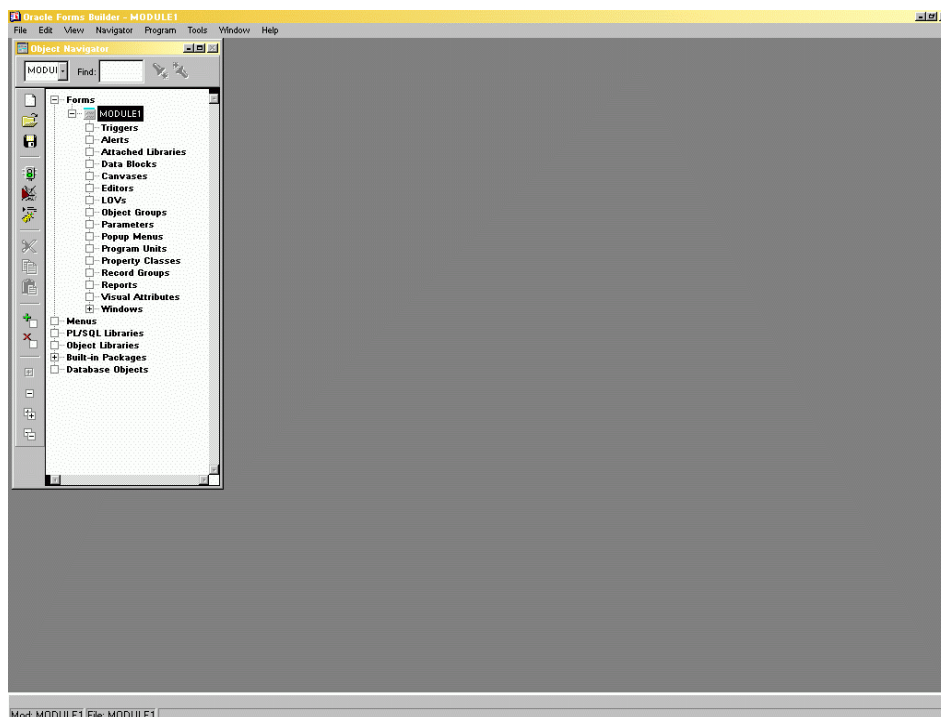 Oracle Forms Builder - MODULE1
File Edit View Navigator Program Tools Window Help
Object Navigator
MODUI Find:
Forms
MODULE1
Triggers
Alerts
Attached Libraries
Data Blocks
Canvases
Editors
LOVs
Object Groups
Parameters
Popup Menus
Program Units
Property Classes
Record Groups
Reports
Visual Attributes
Windows
Menus
PL/SQL Libraries
Object Libraries
Built-in Packages
Database Objects
Mod: MODULE1 File: MODULE1